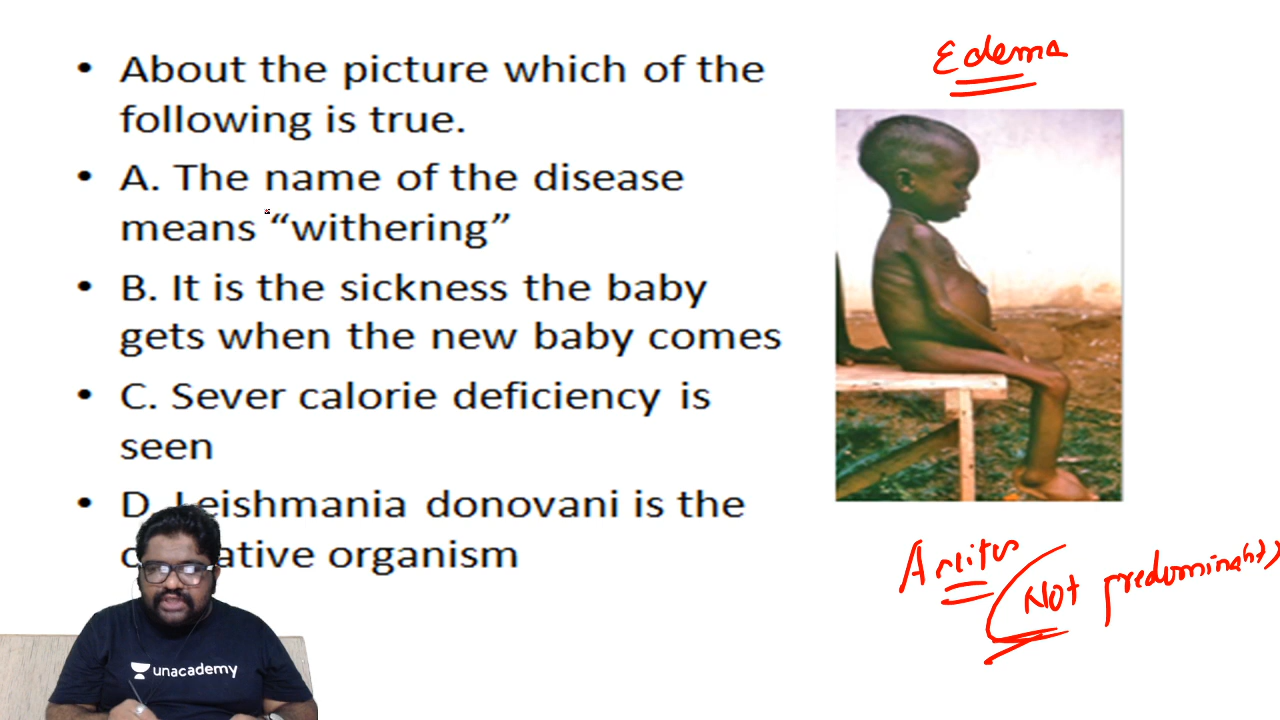 Edema
• About the picture which of the
following is true.
• A. The name of the disease
means “withering”
• B. It is the sickness the baby
gets when the new baby comes
• C. Sever calorie deficiency is
seen
• D. Leishmania donovani is the
ative organism
Not predominantly
unacademy